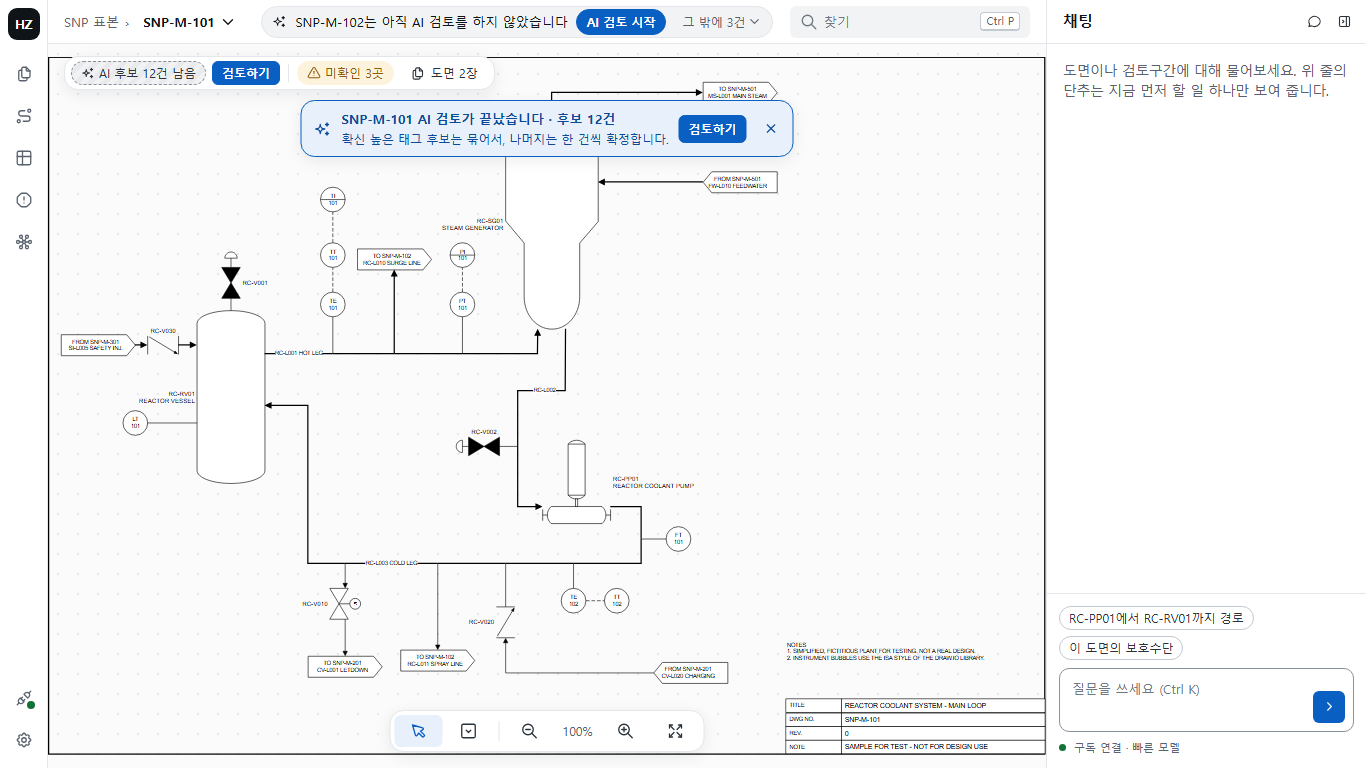 HZ
SNP 표본 › SNP-M-101
SNP-M-102는 아직 AI 검토를 하지 않았습니다
AI 검토 시작
그 밖에 3건
찾기
Ctrl P
채팅
AI 후보 12건 남음
검토하기
미확인 3곳
도면 2장
도면이나 검토구간에 대해 물어보세요. 위 줄의
단추는 지금 먼저 할 일 하나만 보여 줍니다.
TO SNP-M-501
MS-L001 MAIN STEAM
SNP-M-101 AI 검토가 끝났습니다 · 후보 12건
확신 높은 태그 후보는 묶어서, 나머지는 한 건씩 확정합니다.
검토하기
FROM SNP-M-501
FW-L010 FEEDWATER
TI
101
RC-SG01
STEAM GENERATOR
TT
101
TO SNP-M-102
RC-L010 SURGE LINE
PI
101
RC-V001
TE
101
PT
101
RC-V030
FROM SNP-M-301
SI-L005 SAFETY INJ.
RC-L001 HOT LEG
RC-RV01
REACTOR VESSEL
RC-L002
LT
101
RC-V002
RC-PP01
REACTOR COOLANT PUMP
FT
101
RC-L003 COLD LEG
RC-V010
TE
102
TT
102
RC-V020
TO SNP-M-201
CV-L001 LETDOWN
TO SNP-M-102
RC-L011 SPRAY LINE
FROM SNP-M-201
CV-L020 CHARGING
NOTES
1. SIMPLIFIED, FICTITIOUS PLANT FOR TESTING. NOT A REAL DESIGN.
2. INSTRUMENT BUBBLES USE THE ISA STYLE OF THE DRAWIO LIBRARY.
TITLE REACTOR COOLANT SYSTEM - MAIN LOOP
DWG NO. SNP-M-101
REV. 0
NOTE SAMPLE FOR TEST - NOT FOR DESIGN USE
100%
RC-PP01에서 RC-RV01까지 경로
이 도면의 보호수단
질문을 쓰세요 (Ctrl K)
구독 연결 · 빠른 모델